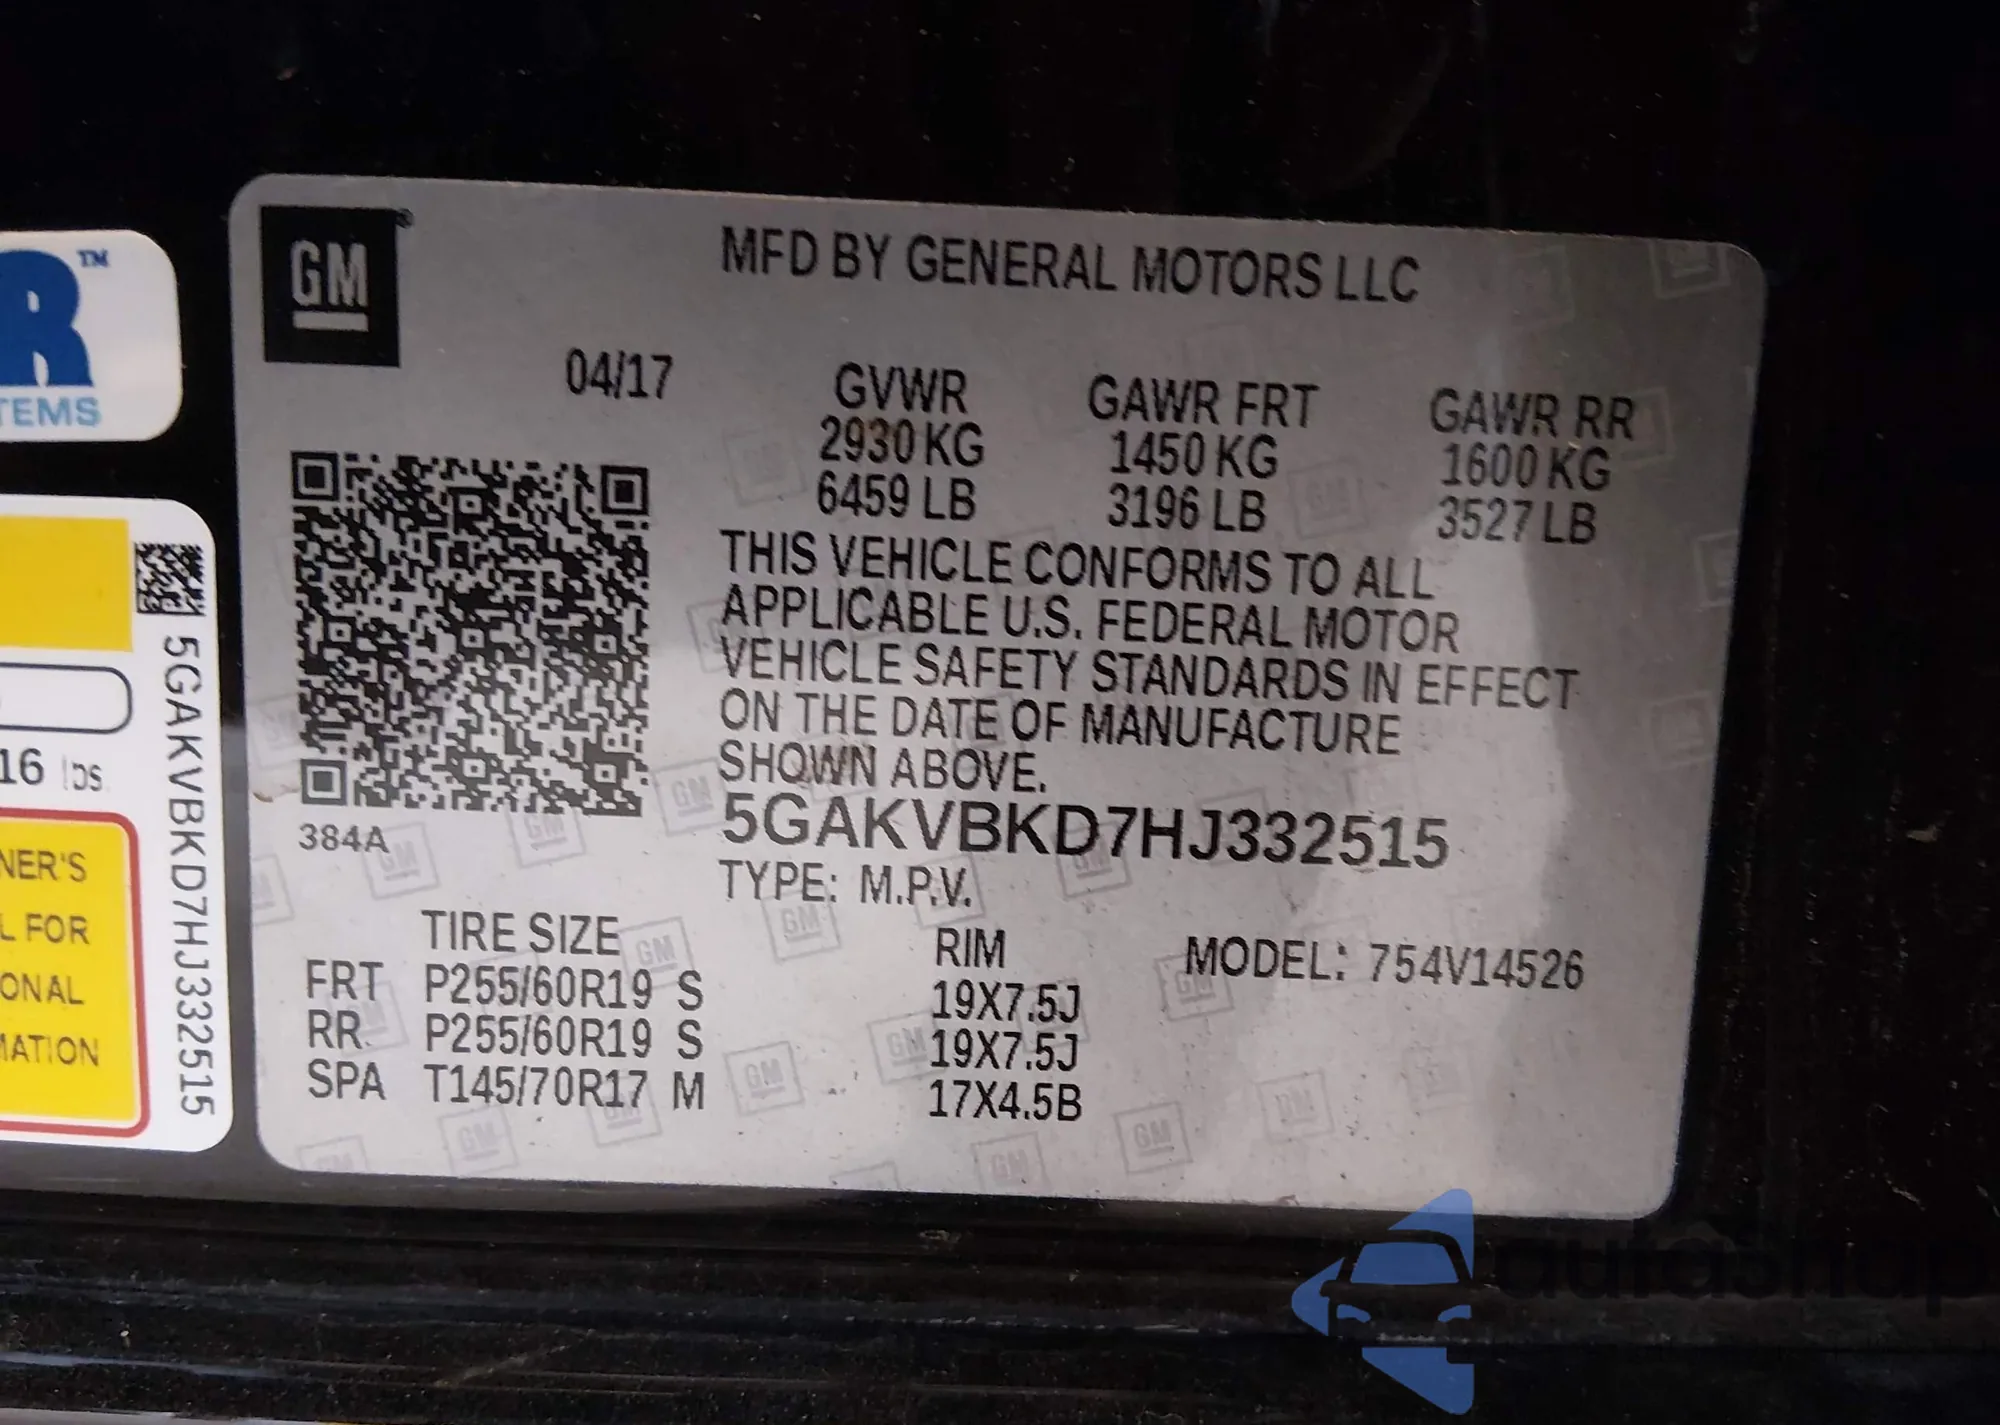 GM®
MFD BY GENERAL MOTORS LLC
04/17
GVWR GAWR FRT GAWR RR
2930 KG 1450 KG 1600 KG
6459 LB 3196 LB 3527 LB
THIS VEHICLE CONFORMS TO ALL
APPLICABLE U.S. FEDERAL MOTOR
VEHICLE SAFETY STANDARDS IN EFFECT
ON THE DATE OF MANUFACTURE
SHOWN ABOVE.
384A
5GAKVBKD7HJ332515
TYPE: M.P.V.
TIRE SIZE RIM MODEL: 754V14526
FRT P255/60R19 S 19X7.5J
RR P255/60R19 S 19X7.5J
SPA T145/70R17 M 17X4.5B
R™
TEMS
16 lbs
5GAKVBKD7HJ332515
NER'S
L FOR
ONAL
MATION
autoshop